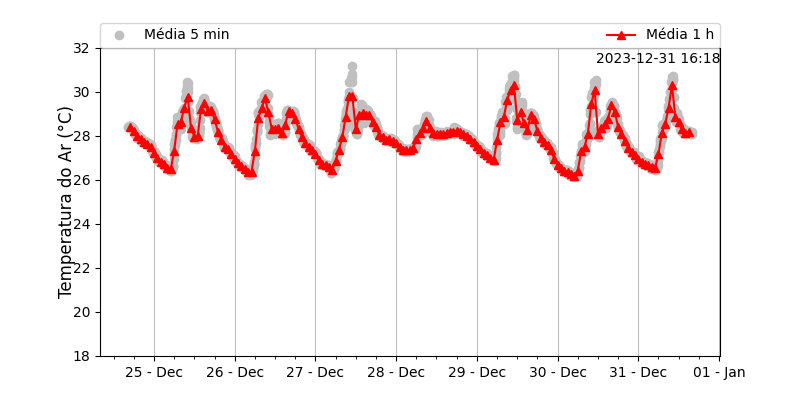 Média 5 min
Média 1 h
2023-12-31 16:18
Temperatura do Ar (°C)
32
30
28
26
24
22
20
18
25 - Dec
26 - Dec
27 - Dec
28 - Dec
29 - Dec
30 - Dec
31 - Dec
01 - Jan